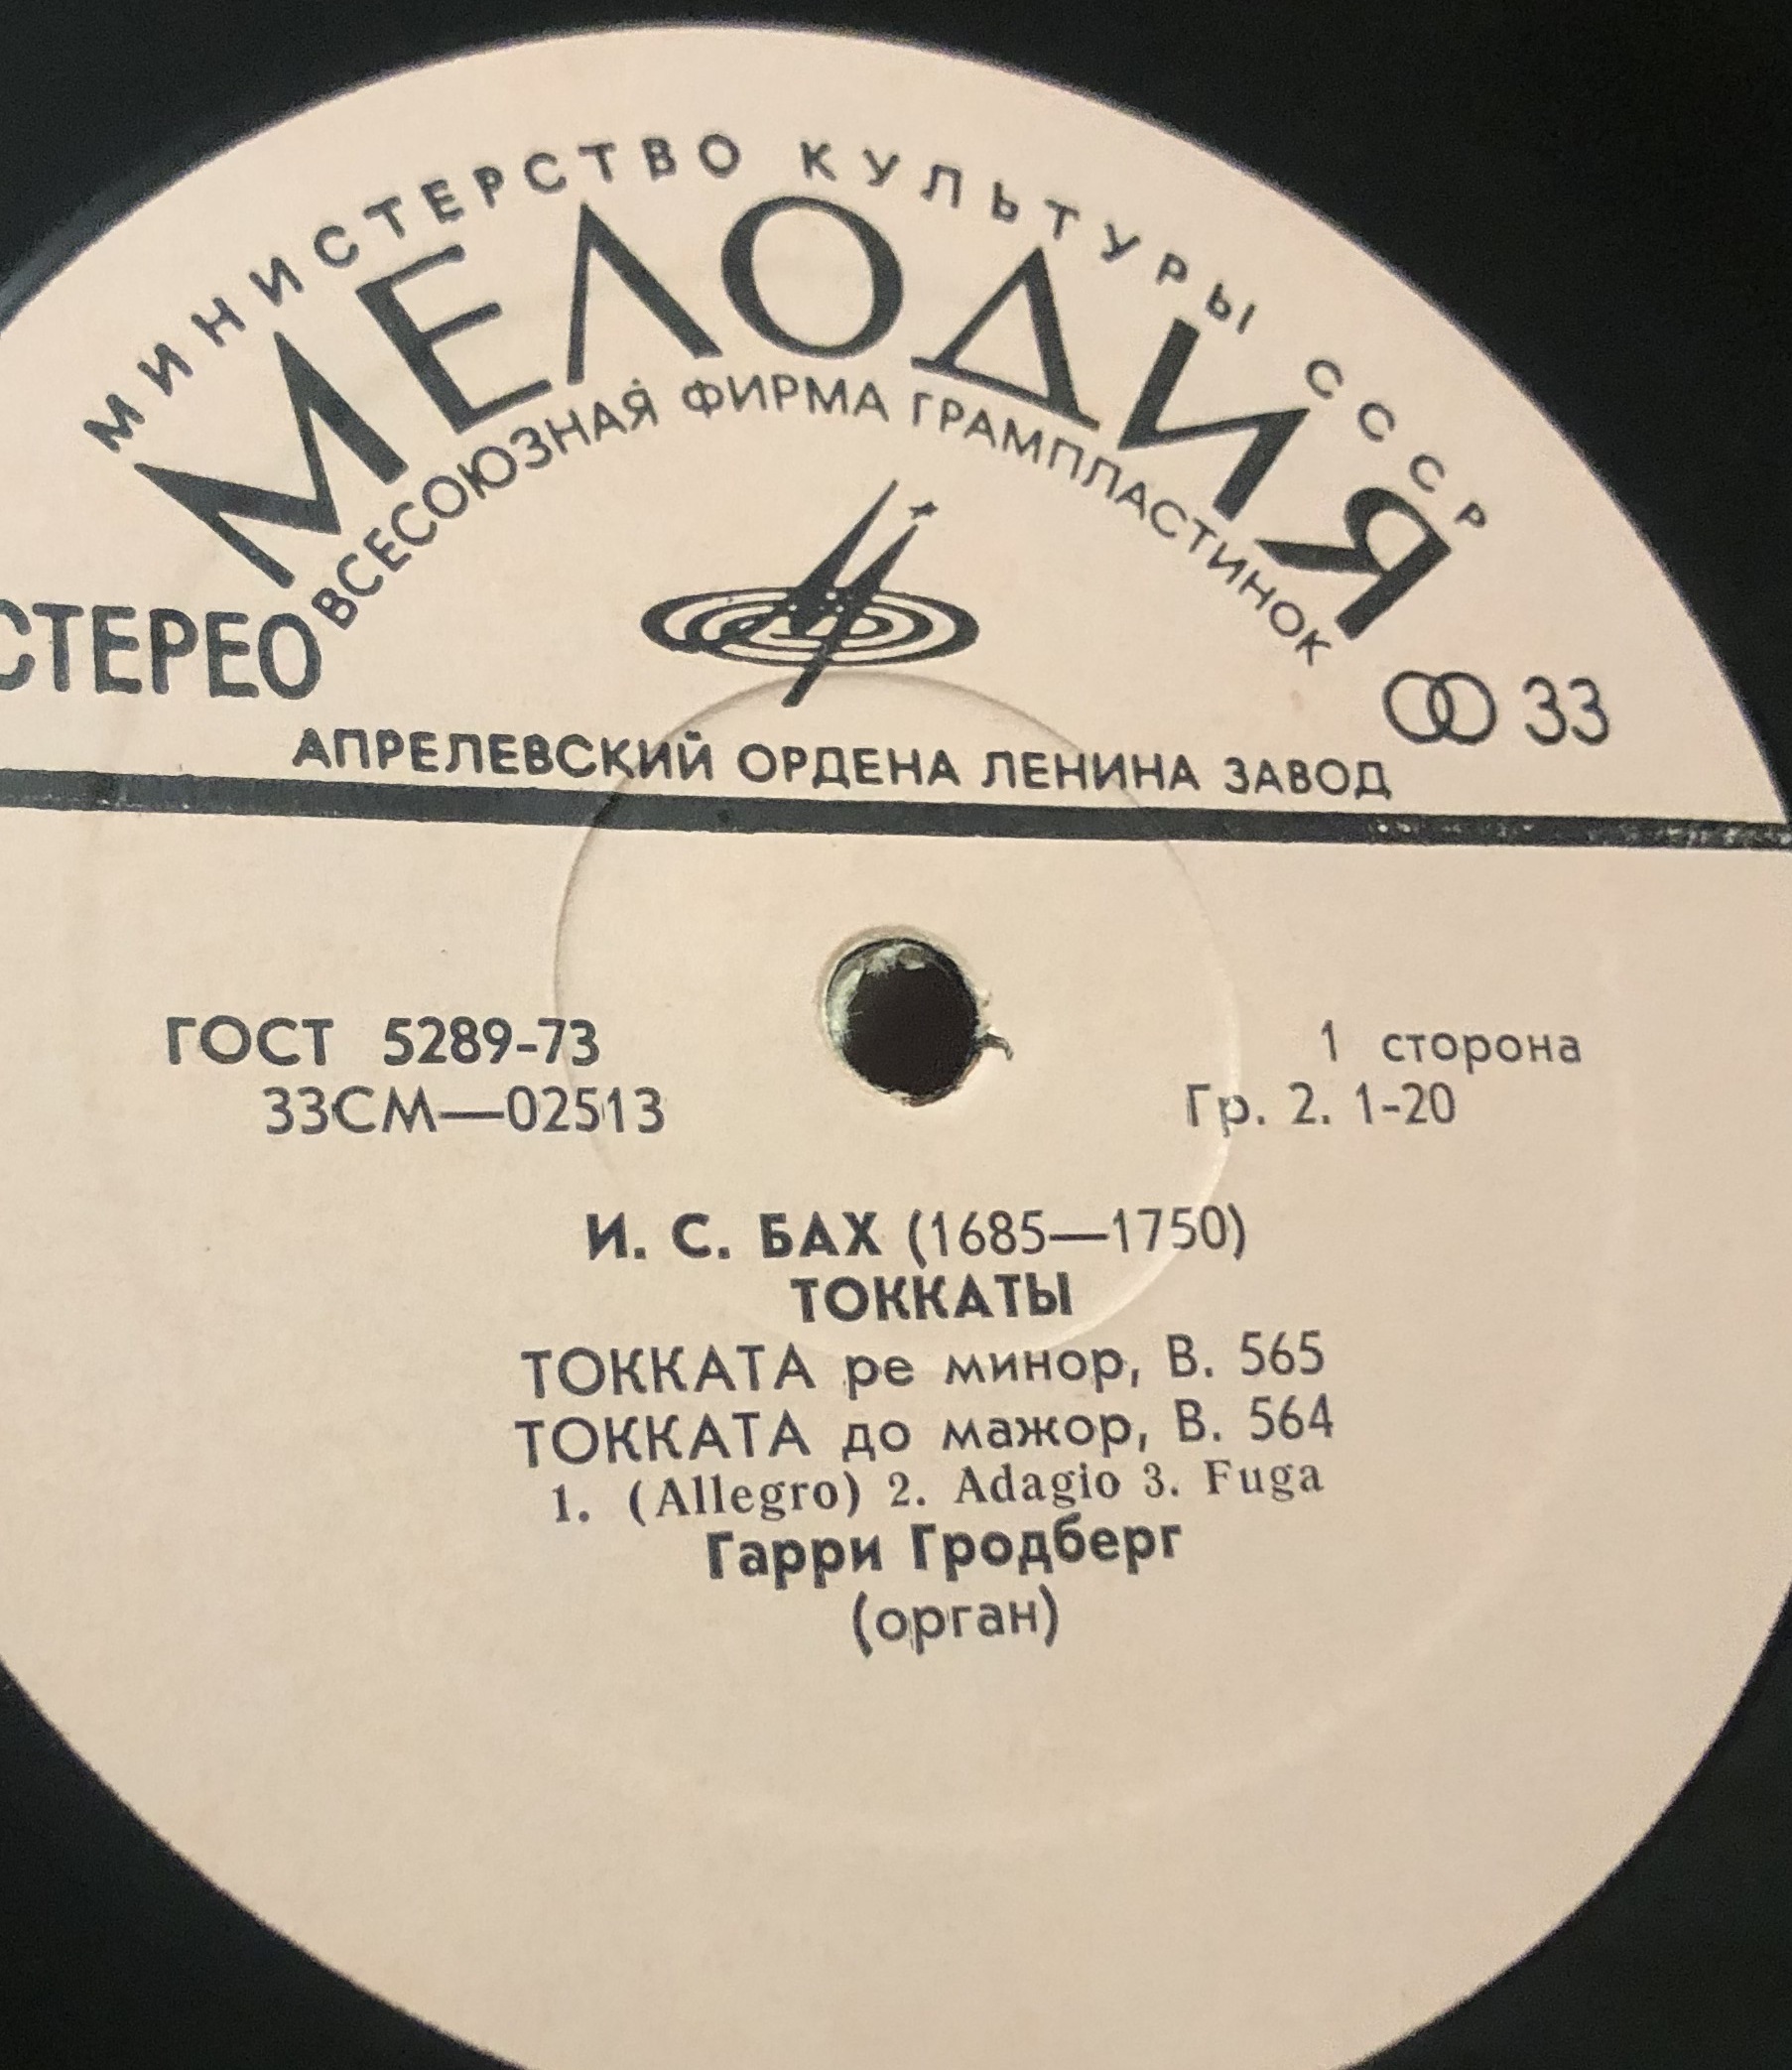 МИНИСТЕРСТВО КУЛЬТУРЫ СССР
МЕЛОДИЯ
ВСЕСОЮЗНАЯ ФИРМА ГРАМПЛАСТИНОК
СТЕРЕО
33
АПРЕЛЕВСКИЙ ОРДЕНА ЛЕНИНА ЗАВОД
ГОСТ 5289-73
1 сторона
33СМ—02513
Гр. 2. 1-20
И. С. БАХ (1685—1750)
ТОККАТЫ
ТОККАТА ре минор, В. 565
ТОККАТА до мажор, В. 564
1. (Allegro) 2. Adagio 3. Fuga
Гарри Гродберг
(орган)